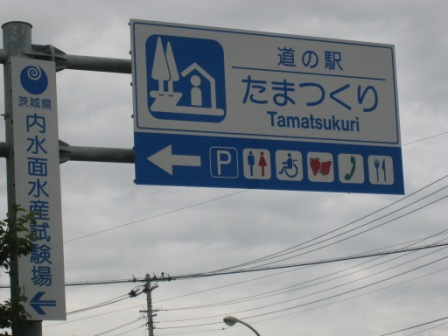 道の駅
たまつくり
Tamatsukuri
P
茨城県
内水面水産試験場